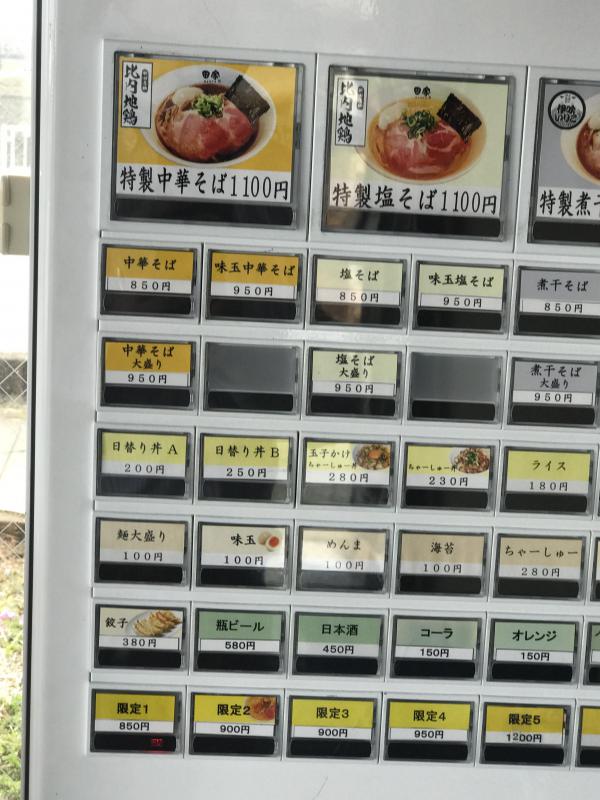 比内地鶏
特製中華そば1100円
比内地鶏
特製塩そば1100円
特製煮干
中華そば
850円
味玉中華そば
950円
塩そば
850円
味玉塩そば
950円
煮干そば
850円
中華そば
大盛り
950円
塩そば
大盛り
950円
煮干そば
大盛り
950円
日替り丼A
200円
日替り丼B
250円
玉子かけ
ちゃーしゅー丼
280円
ちゃーしゅー丼
230円
ライス
180円
麺大盛り
100円
味玉
100円
めんま
100円
海苔
100円
ちゃーしゅー
280円
餃子
380円
瓶ビール
580円
日本酒
450円
コーラ
150円
オレンジ
150円
限定1
850円
限定2
900円
限定3
900円
限定4
950円
限定5
1200円